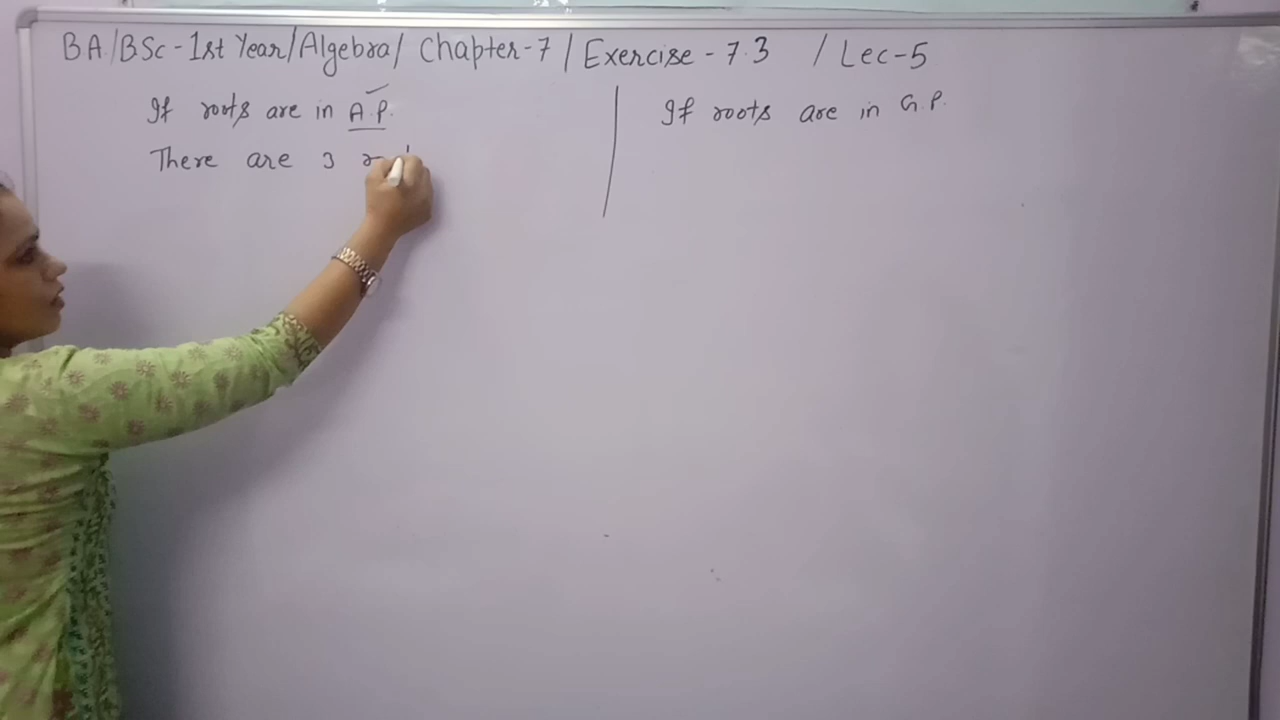 BA/BSc - 1st Year/Algebra/ Chapter-7 / Exercise - 7.3 / Lec-5
If roots are in A.P.
There are 3
If roots are in G.P.